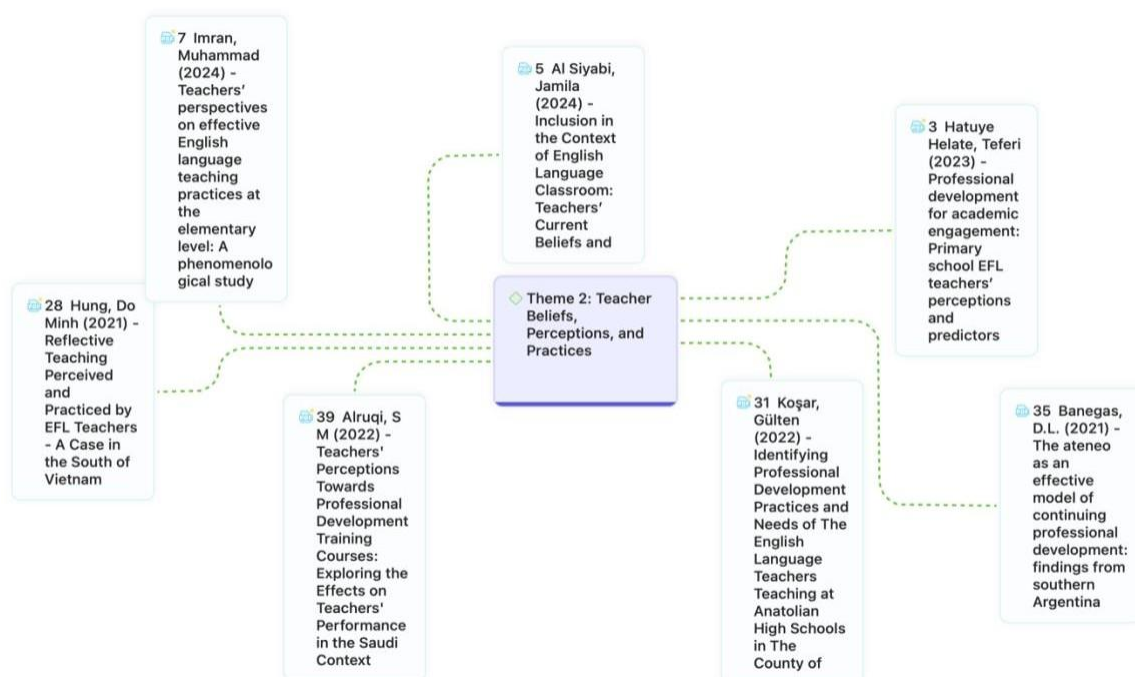 7 Imran,
Muhammad
(2024) -
Teachers'
perspectives
on effective
English
language
teaching
practices at
the
elementary
level: A
phenomenolo
gical study
5 Al Siyabi,
Jamila
(2024) -
Inclusion in
the Context
of English
Language
Classroom:
Teachers'
Current
Beliefs and
3 Hatuye
Helate, Teferi
(2023) -
Professional
development
for academic
engagement:
Primary
school EFL
teachers'
perceptions
and
predictors
28 Hung, Do
Minh (2021) -
Reflective
Teaching
Perceived
and
Practiced by
EFL Teachers
- A Case in
the South of
Vietnam
Theme 2: Teacher
Beliefs,
Perceptions, and
Practices
39 Alruqi, S
M (2022) -
Teachers'
Perceptions
Towards
Professional
Development
Training
Courses:
Exploring the
Effects on
Teachers'
Performance
in the Saudi
Context
31 Koşar,
Gülten
(2022) -
Identifying
Professional
Development
Practices and
Needs of The
English
Language
Teachers
Teaching at
Anatolian
High Schools
in The
County of
35 Banegas,
D.L. (2021) -
The ateneo
as an
effective
model of
continuing
professional
development:
findings from
southern
Argentina